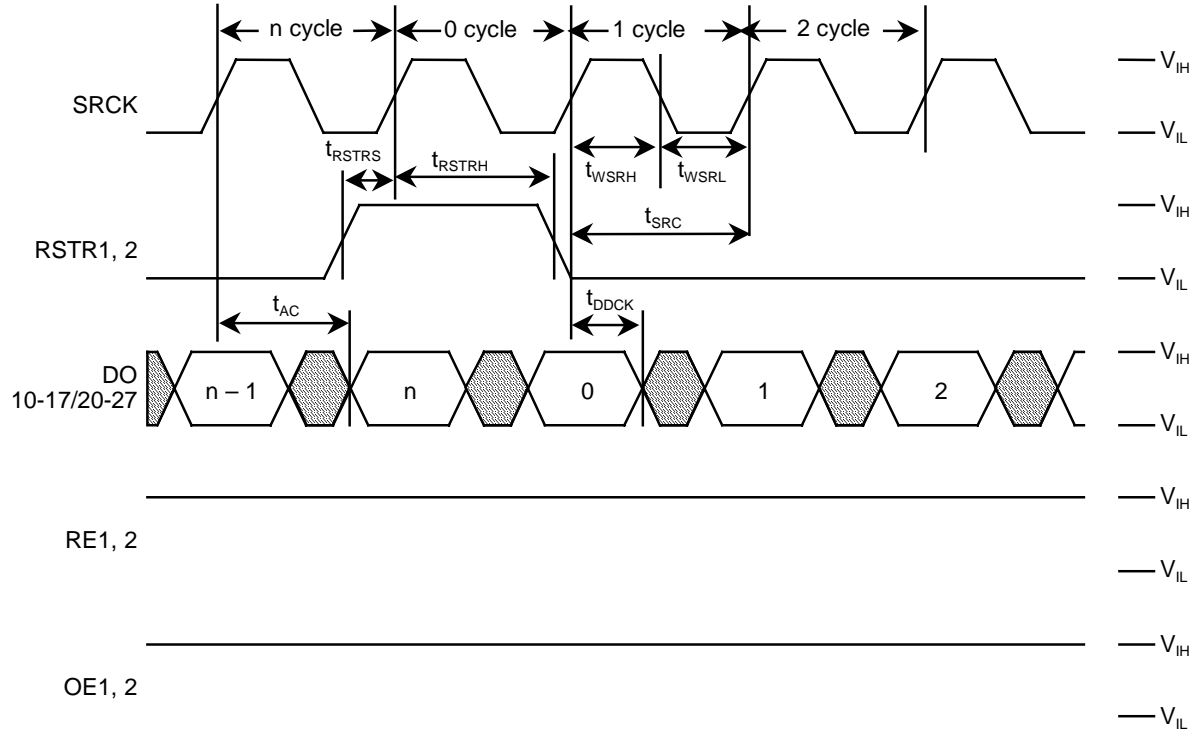 n cycle 0 cycle 1 cycle 2 cycle
SRCK
V_IH
V_IL
t_RSTRS t_RSTRH t_WSRH t_WSRL
t_SRC
RSTR1, 2
V_IH
V_IL
t_AC t_DDCK
DO
10-17/20-27
n – 1 n 0 1 2
V_IH
V_IL
RE1, 2
V_IH
V_IL
OE1, 2
V_IH
V_IL